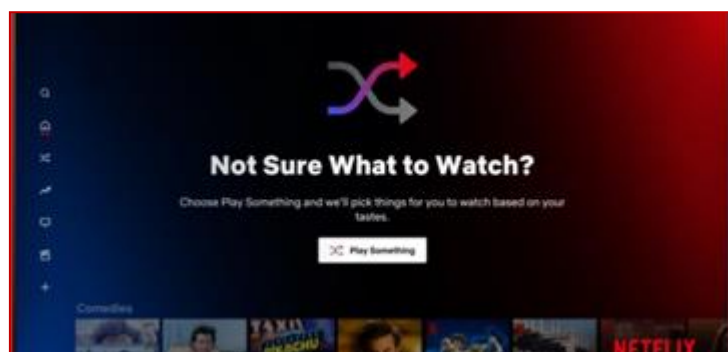 Not Sure What to Watch?
Choose Play Something and we'll pick things for you to watch based on your
tastes.
Play Something
Comedies
PIKACHU
NETFLIX